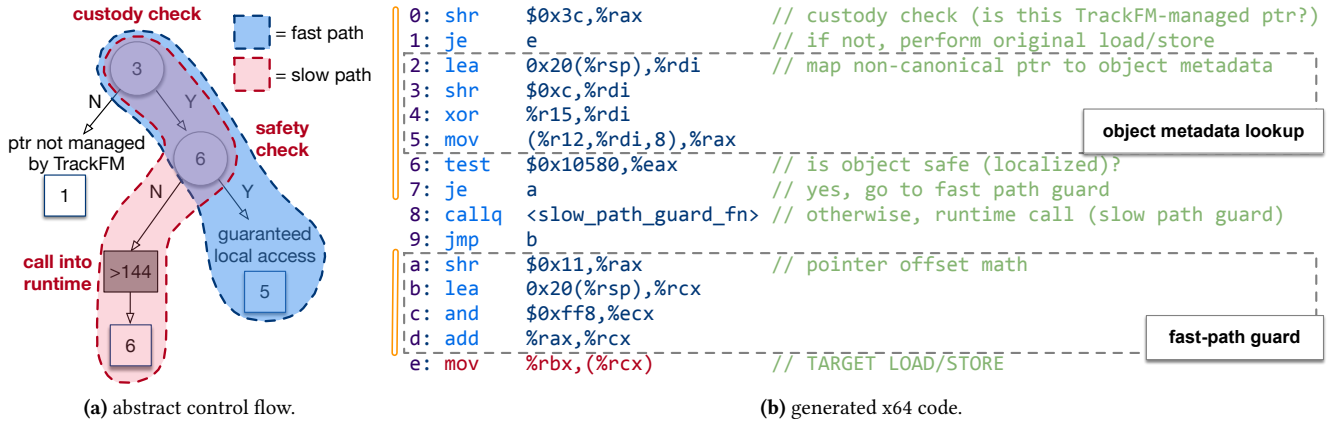 custody check
= fast path
= slow path
3
N
Y
ptr not managed
by TrackFM
1
safety
check
6
N
Y
guaranteed
local access
5
call into
runtime
>144
6
(a) abstract control flow.
0: shr $0x3c,%rax // custody check (is this TrackFM-managed ptr?)
1: je e // if not, perform original load/store
2: lea 0x20(%rsp),%rdi // map non-canonical ptr to object metadata
3: shr $0xc,%rdi
4: xor %r15,%rdi
5: mov (%r12,%rdi,8),%rax
object metadata lookup
6: test $0x10580,%eax // is object safe (localized)?
7: je a // yes, go to fast path guard
8: callq <slow_path_guard_fn> // otherwise, runtime call (slow path guard)
9: jmp b
a: shr $0x11,%rax // pointer offset math
b: lea 0x20(%rsp),%rcx
c: and $0xff8,%ecx
d: add %rax,%rcx
fast-path guard
e: mov %rbx,(%rcx) // TARGET LOAD/STORE
(b) generated x64 code.